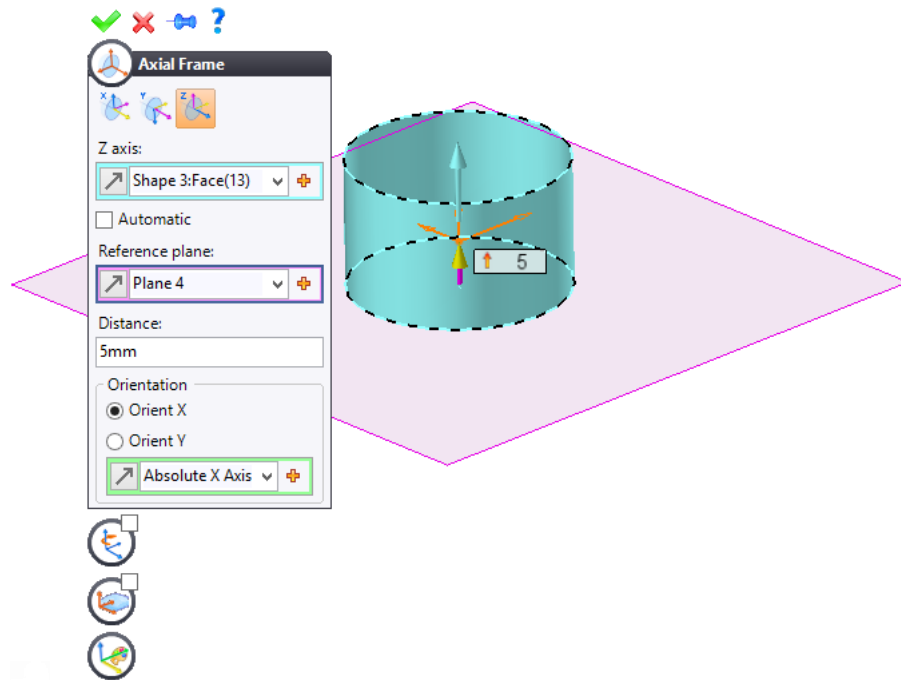 ?
Axial Frame
X Y Z
Z axis:
Shape 3:Face(13)
Automatic
Reference plane:
Plane 4
5
Distance:
5mm
Orientation
Orient X
Orient Y
Absolute X Axis